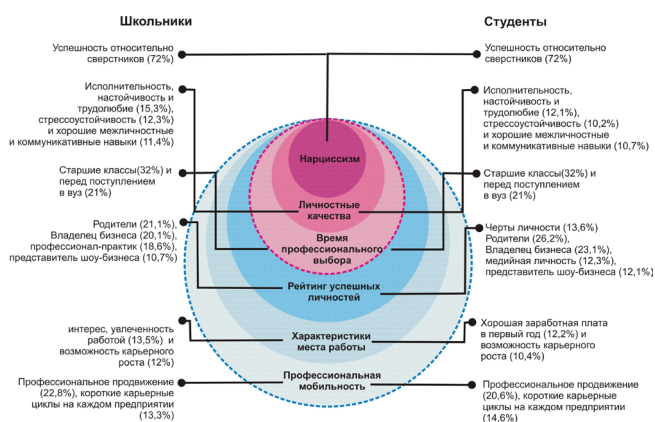 Школьники
Успешность относительно
сверстников (72%)
Исполнительность,
настойчивость и
трудолюбие (15,3%),
стрессоустойчивость (12,3%)
и хорошие межличностные
и коммуникативные навыки (11,4%)
Старшие классы(32%) и
перед поступлением
в вуз (21%)
Родители (21,1%),
Владелец бизнеса (20,1%),
профессионал-практик (18,6%),
представитель шоу-бизнеса (10,7%)
интерес, увлеченность
работой (13,5%) и
возможность карьерного
роста (12%)
Профессиональное продвижение
(22,8%), короткие карьерные
циклы на каждом предприятии
(13,3%)
Нарциссизм
Личностные
качества
Время
профессионального
выбора
Рейтинг успешных
личностей
Характеристики
места работы
Профессиональная
мобильность
Студенты
Успешность относительно
сверстников (72%)
Исполнительность,
настойчивость и
трудолюбие (12,1%),
стрессоустойчивость (10,2%)
и хорошие межличностные
и коммуникативные навыки (10,7%)
Старшие классы(32%) и
перед поступлением
в вуз (21%)
Черты личности (13,6%)
Родители (26,2%),
Владелец бизнеса (23,1%),
медийная личность (12,3%),
представитель шоу-бизнеса (12,1%)
Хорошая заработная плата
в первый год (12,2%) и
возможность карьерного
роста (10,4%)
Профессиональное продвижение
(20,6%), короткие карьерные
циклы на каждом предприятии
(14,6%)